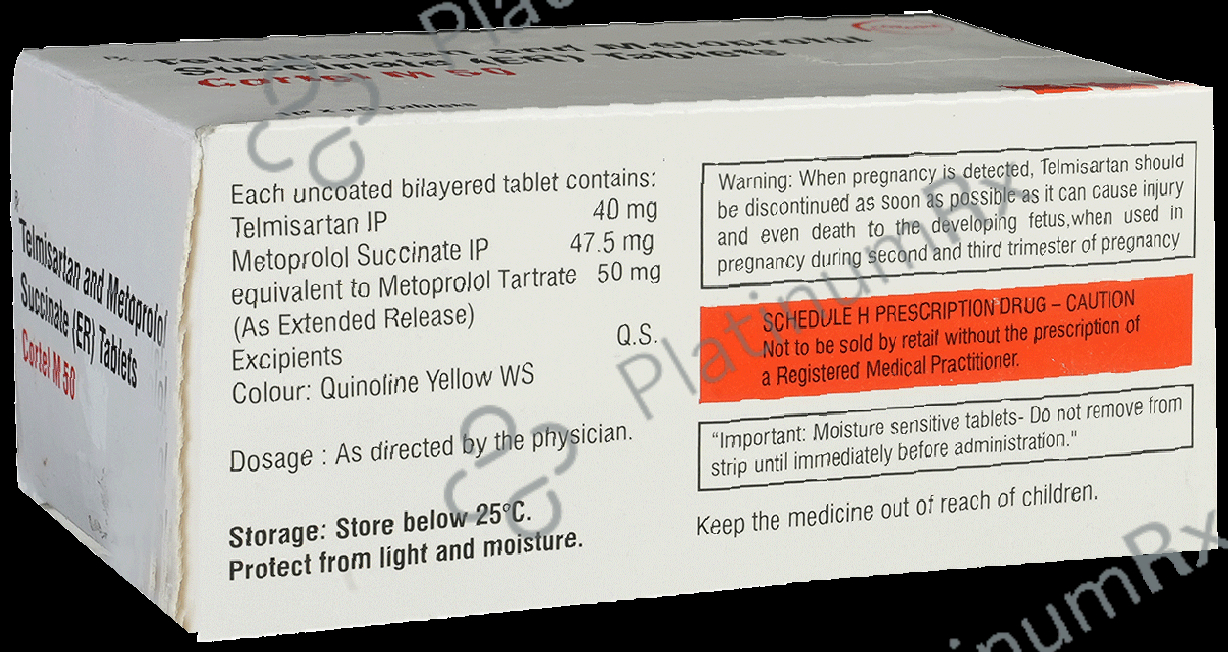 Rx Telmisartan and Metoprolol
Succinate (ER) Tablets
Cortel M 50
Tablets
Rx
Telmisartan and Metoprolol
Succinate (ER) Tablets
Cortel M 50
Each uncoated bilayered tablet contains:
Telmisartan IP 40 mg
Metoprolol Succinate IP 47.5 mg
equivalent to Metoprolol Tartrate 50 mg
(As Extended Release)
Excipients Q.S.
Colour: Quinoline Yellow WS
Dosage : As directed by the physician.
Storage: Store below 25°C.
Protect from light and moisture.
Warning: When pregnancy is detected, Telmisartan should
be discontinued as soon as possible as it can cause injury
and even death to the developing fetus,when used in
pregnancy during second and third trimester of pregnancy
SCHEDULE H PRESCRIPTION DRUG – CAUTION
Not to be sold by retail without the prescription of
a Registered Medical Practitioner.
"Important: Moisture sensitive tablets- Do not remove from
strip until immediately before administration."
Keep the medicine out of reach of children.
PlatinumRx